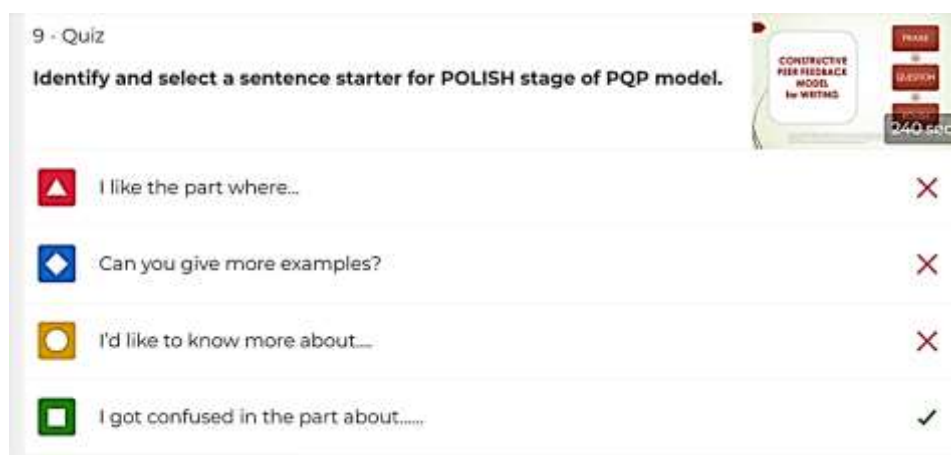 9 - Quiz
Identify and select a sentence starter for POLISH stage of PQP model.
CONSTRUCTIVE
PEER FEEDBACK
MODEL
for WRITING
PRAISE
QUESTION
240 sec
I like the part where...
Can you give more examples?
I'd like to know more about....
I got confused in the part about......